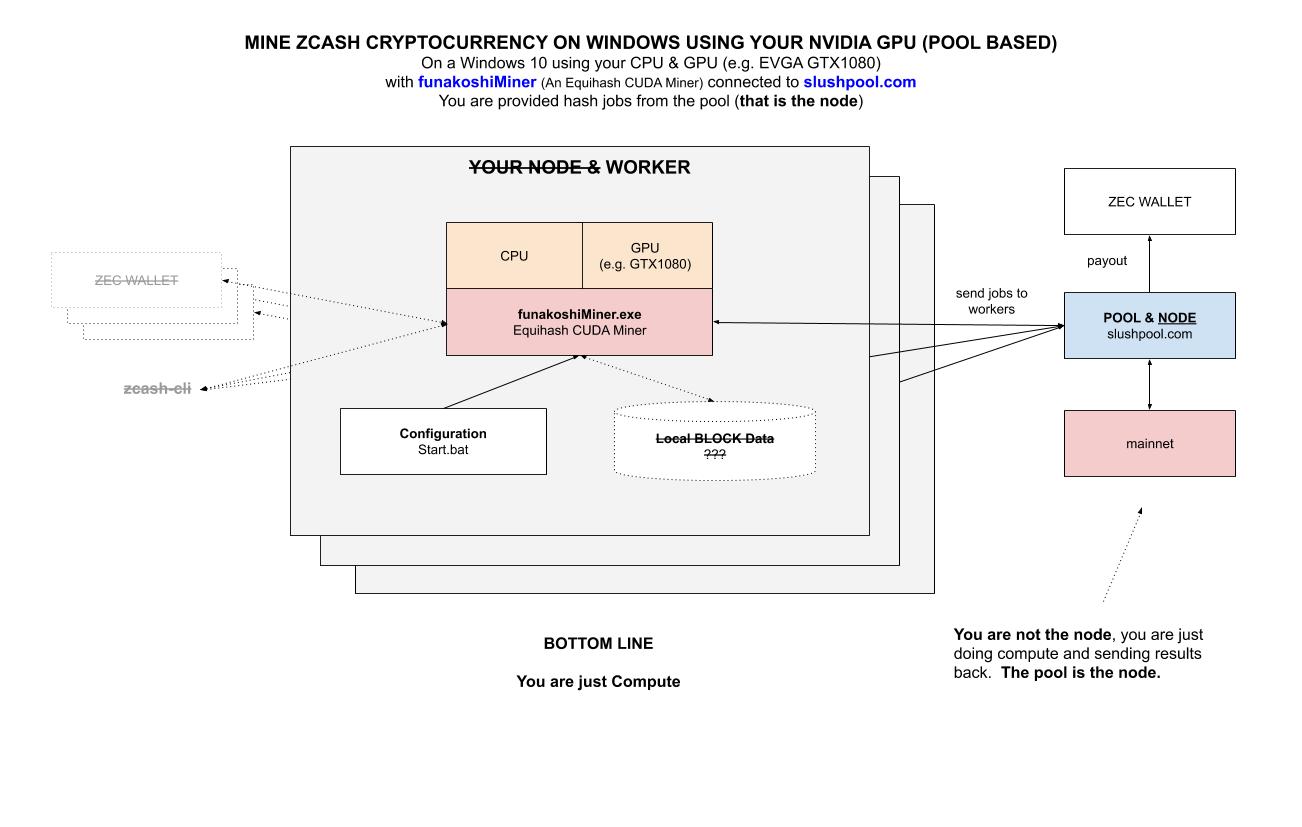 MINE ZCASH CRYPTOCURRENCY ON WINDOWS USING YOUR NVIDIA GPU (POOL BASED)
On a Windows 10 using your CPU & GPU (e.g. EVGA GTX1080)
with funakoshiMiner (An Equihash CUDA Miner) connected to slushpool.com
You are provided hash jobs from the pool (that is the node)
YOUR NODE & WORKER
ZEC WALLET
CPU
GPU
(e.g. GTX1080)
ZEC WALLET
payout
send jobs to
workers
funakoshiMiner.exe
Equihash CUDA Miner
POOL & NODE
slushpool.com
zcash-cli
Configuration
Start.bat
Local BLOCK Data
???
mainnet
BOTTOM LINE
You are just Compute
You are not the node, you are just
doing compute and sending results
back. The pool is the node.